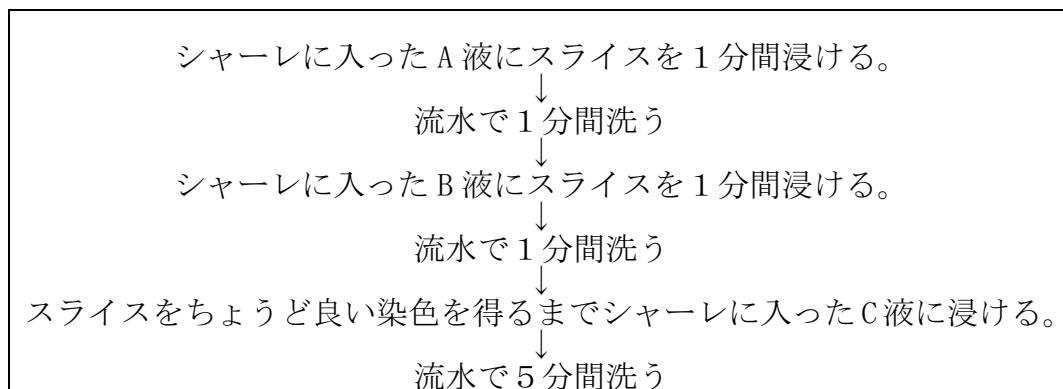 シャーレに入ったA液にスライスを１分間浸ける。
↓
流水で１分間洗う
↓
シャーレに入ったB液にスライスを１分間浸ける。
↓
流水で１分間洗う
↓
スライスをちょうど良い染色を得るまでシャーレに入ったC液に浸ける。
↓
流水で５分間洗う